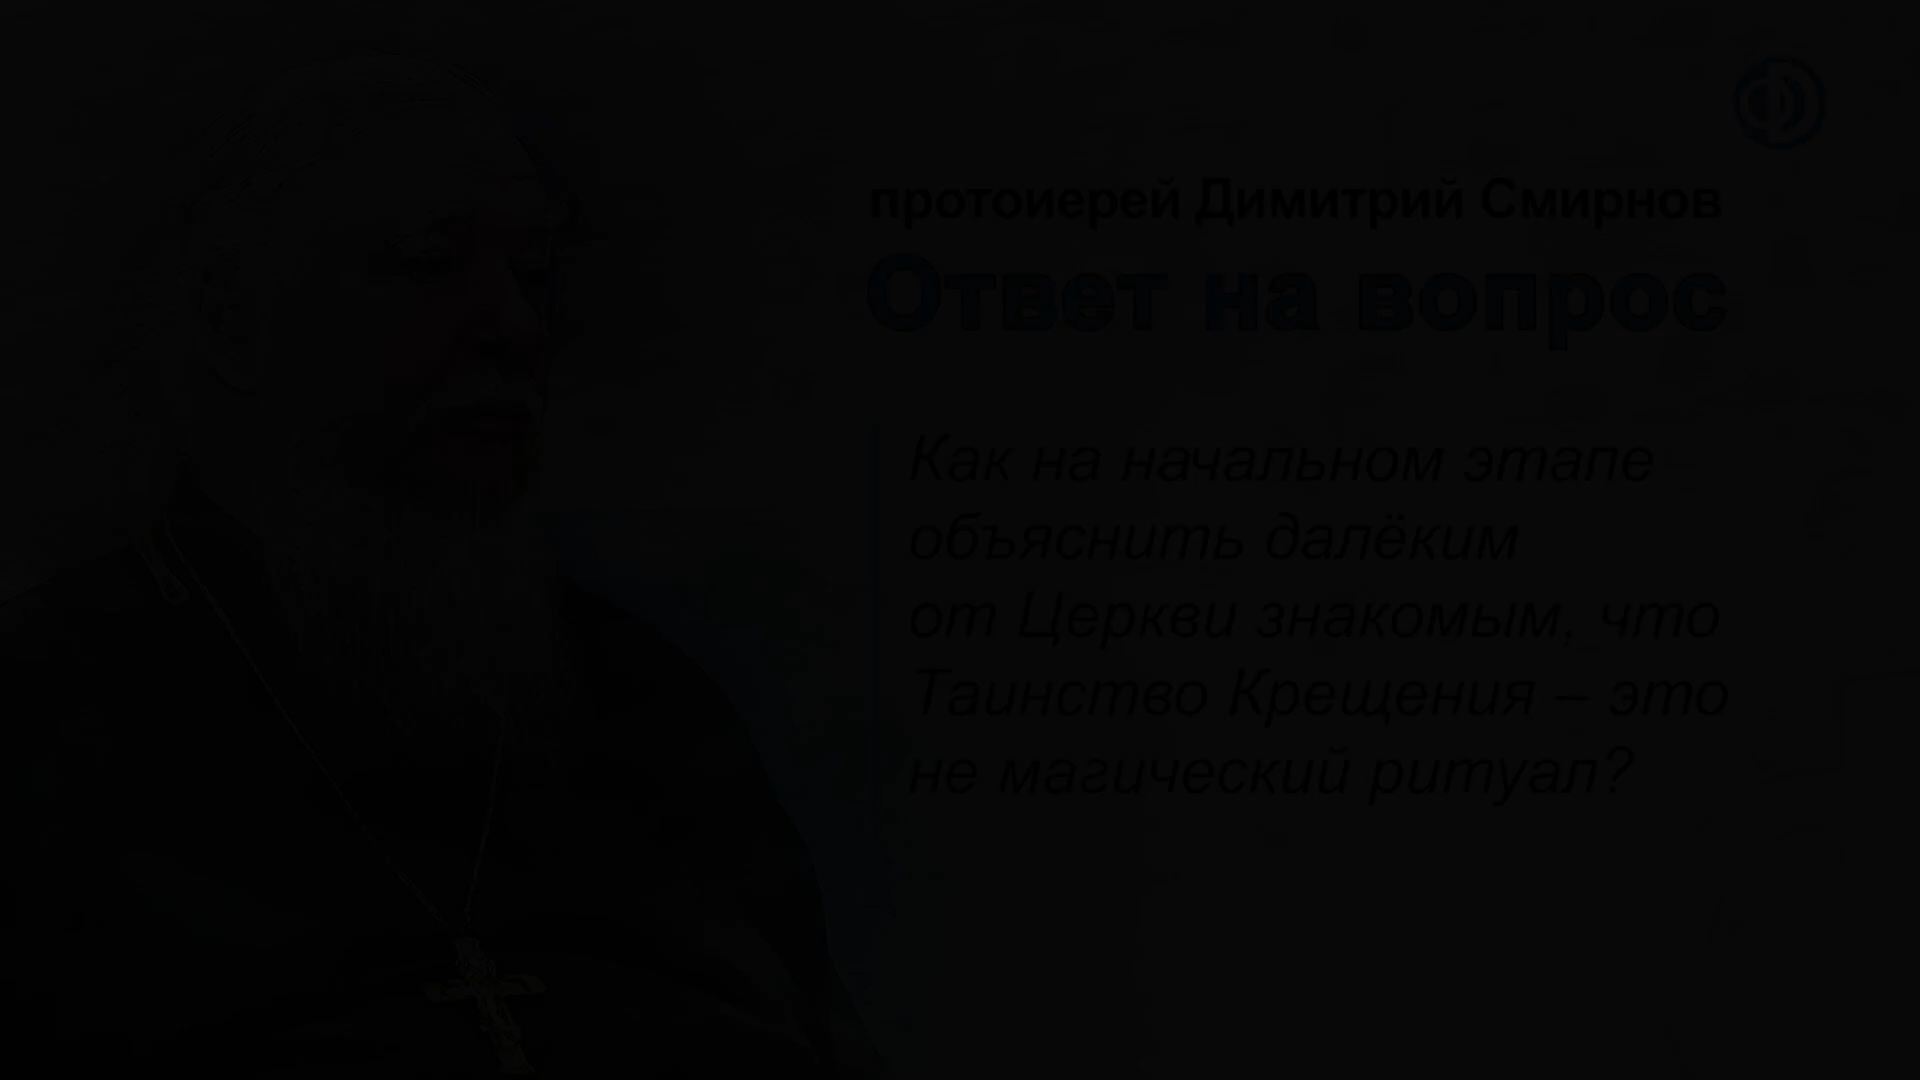 протоиерей Димитрий Смирнов
Ответ на вопрос
Как на начальном этапе
объяснить далёким
от Церкви знакомым, что
Таинство Крещения – это
не магический ритуал?